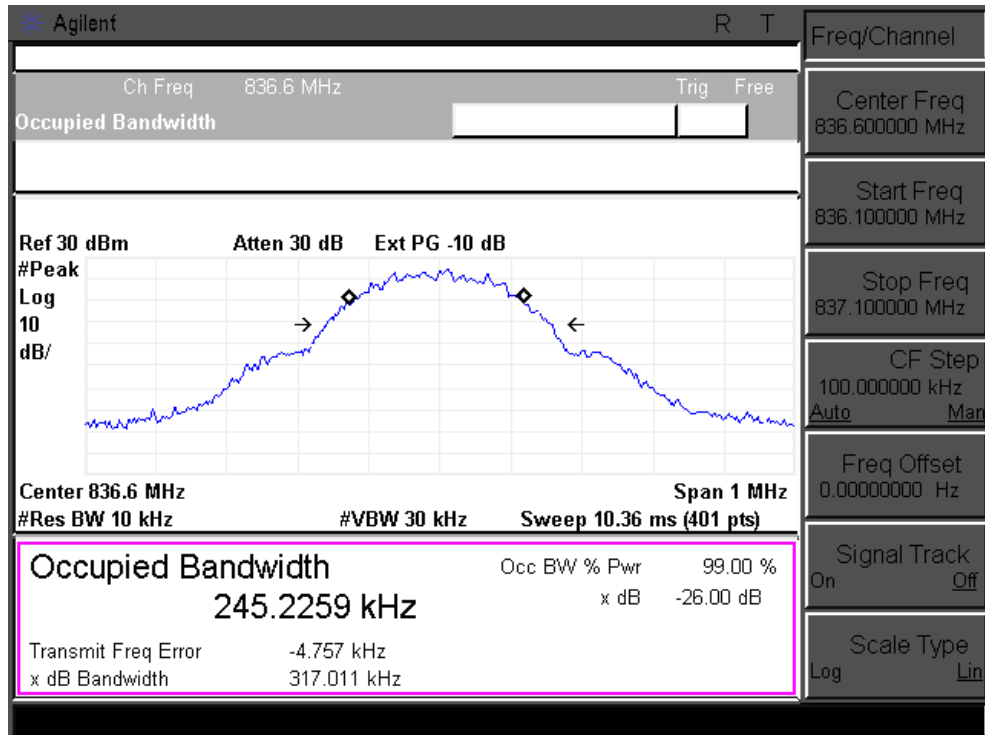 Agilent R T
Freq/Channel
Ch Freq 836.6 MHz Trig Free
Occupied Bandwidth
Center Freq
836.600000 MHz
Start Freq
836.100000 MHz
Stop Freq
837.100000 MHz
CF Step
100.000000 kHz
Auto Man
Freq Offset
0.00000000 Hz
Signal Track
On Off
Scale Type
Log Lin
Ref 30 dBm Atten 30 dB Ext PG -10 dB
#Peak
Log
10
dB/
Center 836.6 MHz Span 1 MHz
#Res BW 10 kHz #VBW 30 kHz Sweep 10.36 ms (401 pts)
Occupied Bandwidth
245.2259 kHz
Occ BW % Pwr 99.00 %
x dB -26.00 dB
Transmit Freq Error -4.757 kHz
x dB Bandwidth 317.011 kHz